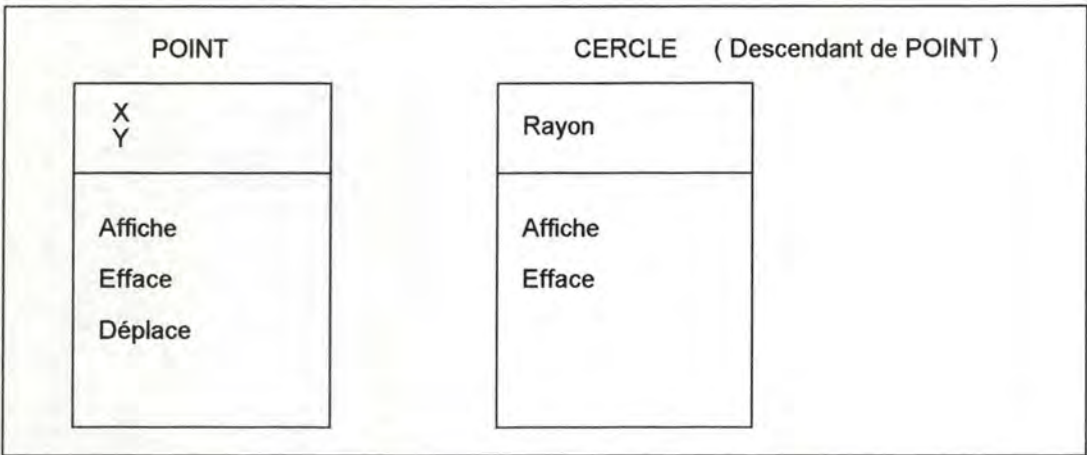 POINT
X
Y
Affiche
Efface
Déplace
CERCLE ( Descendant de POINT )
Rayon
Affiche
Efface